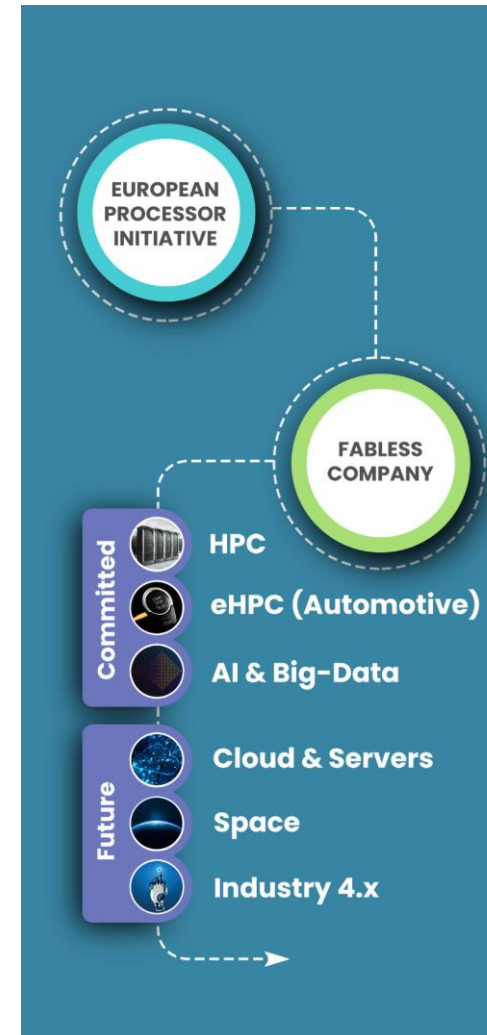 EUROPEAN
PROCESSOR
INITIATIVE
FABLESS
COMPANY
Committed
HPC
eHPC (Automotive)
AI & Big-Data
Future
Cloud & Servers
Space
Industry 4.x